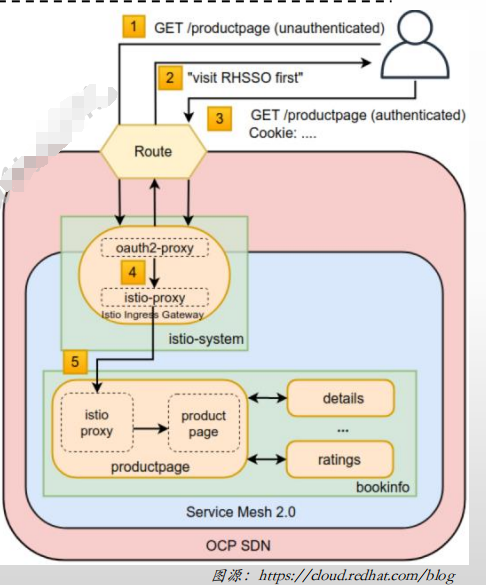 1 GET /productpage (unauthenticated)
2 "visit RHSSO first"
3 GET /productpage (authenticated)
Cookie: ....
Route
oauth2-proxy
4
istio-proxy
Istio Ingress Gateway
istio-system
5
istio
proxy
product
page
productpage
details
...
ratings
bookinfo
Service Mesh 2.0
OCP SDN
图源：https://cloud.redhat.com/blog